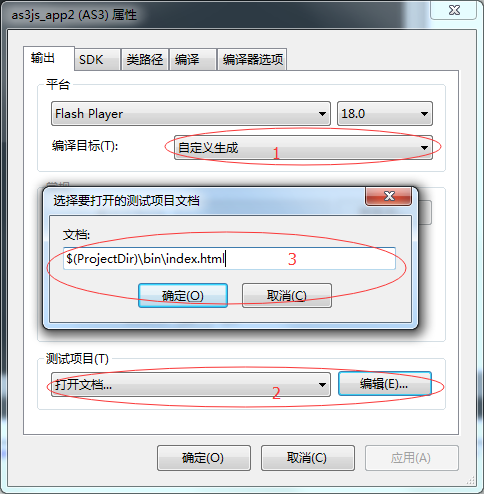 as3js_app2 (AS3) 属性
输出 SDK 类路径 编译 编译器选项
平台
Flash Player 18.0
编译目标(T): 自定义生成 1
选择要打开的测试项目文档
文档:
$(ProjectDir)\bin\index.html 3
确定(O) 取消(C)
测试项目(T)
打开文档... 2 编辑(E)...
确定(O) 取消(C) 应用(A)